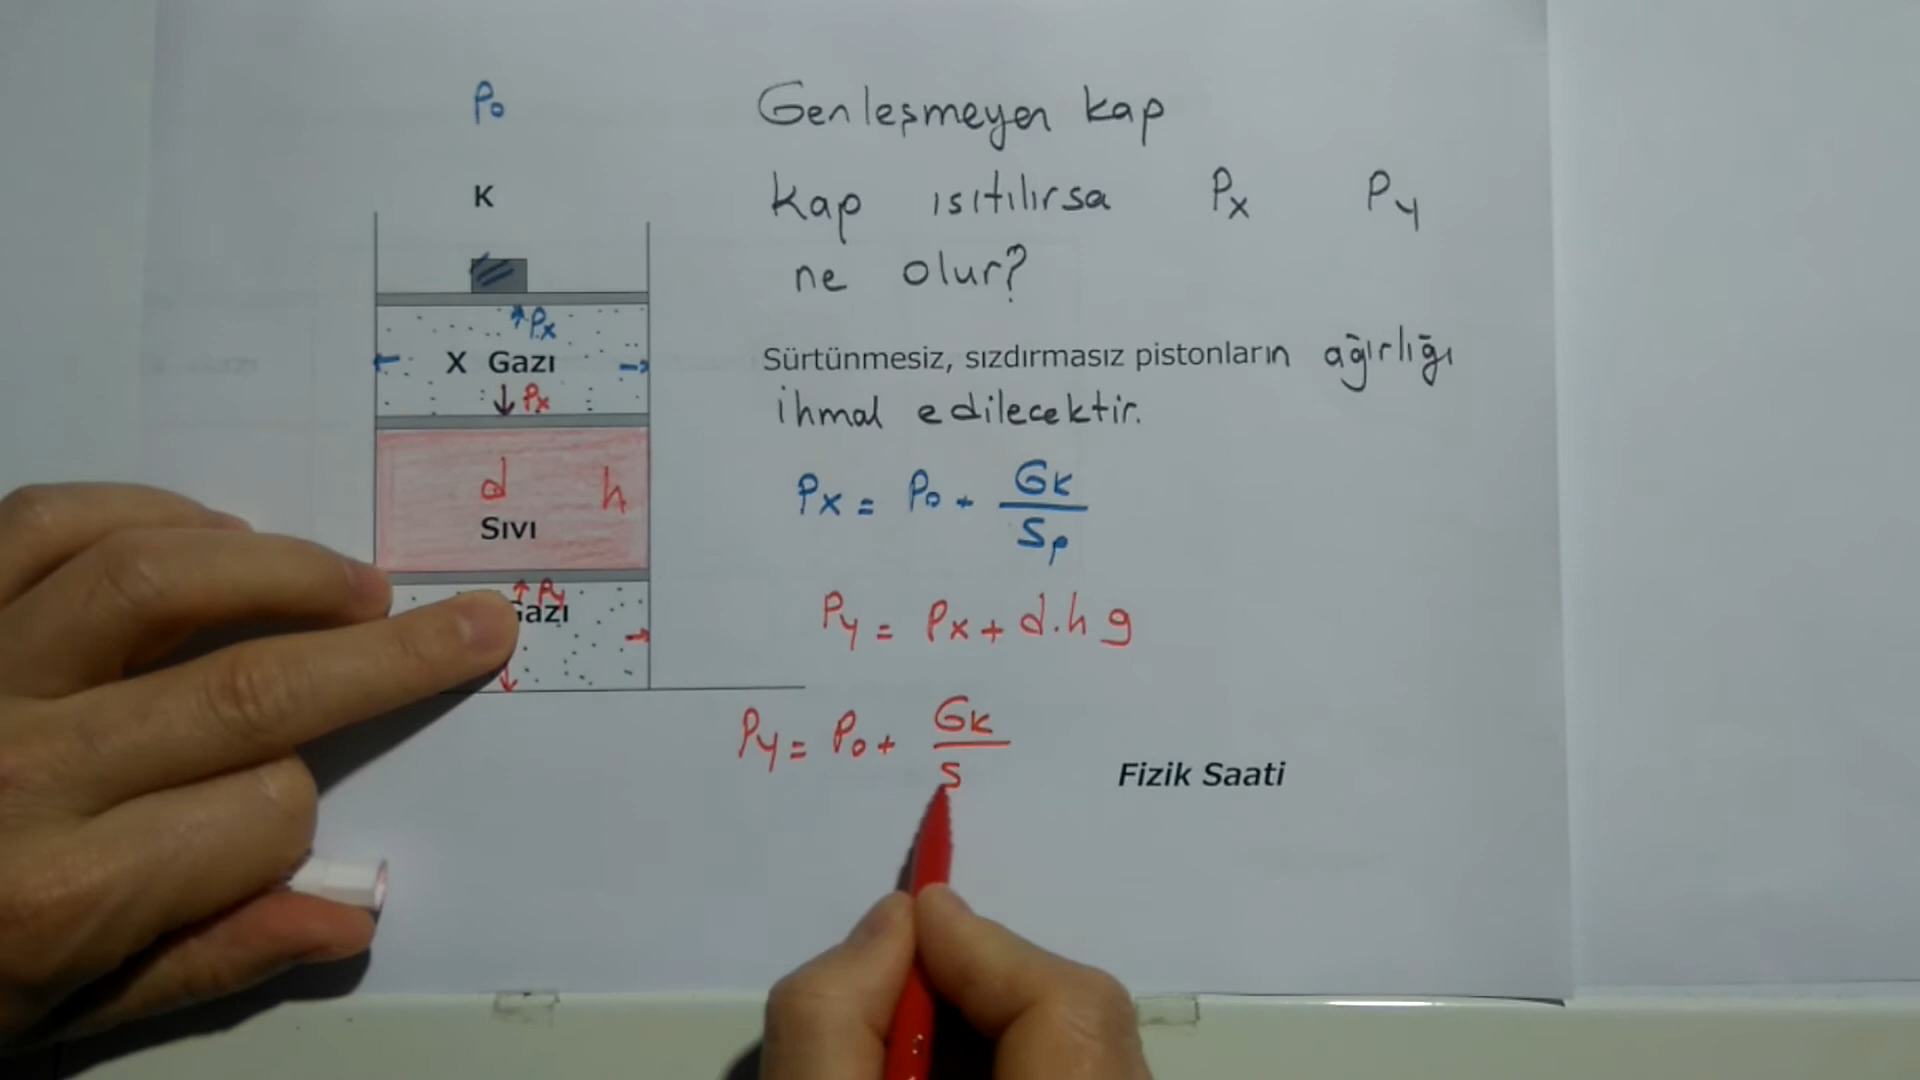 P₀
K
Pₓ
X Gazı
Pₓ
d h
Sıvı
Py
Gazı
Genleşmeyen kap
kap ısıtılırsa Pₓ Py
ne olur?
Sürtünmesiz, sızdırmasız pistonların ağırlığı
ihmal edilecektir.
Pₓ = P₀ + GK / Sp
Py = Pₓ + d.h g
Py = P₀ + GK / S
Fizik Saati